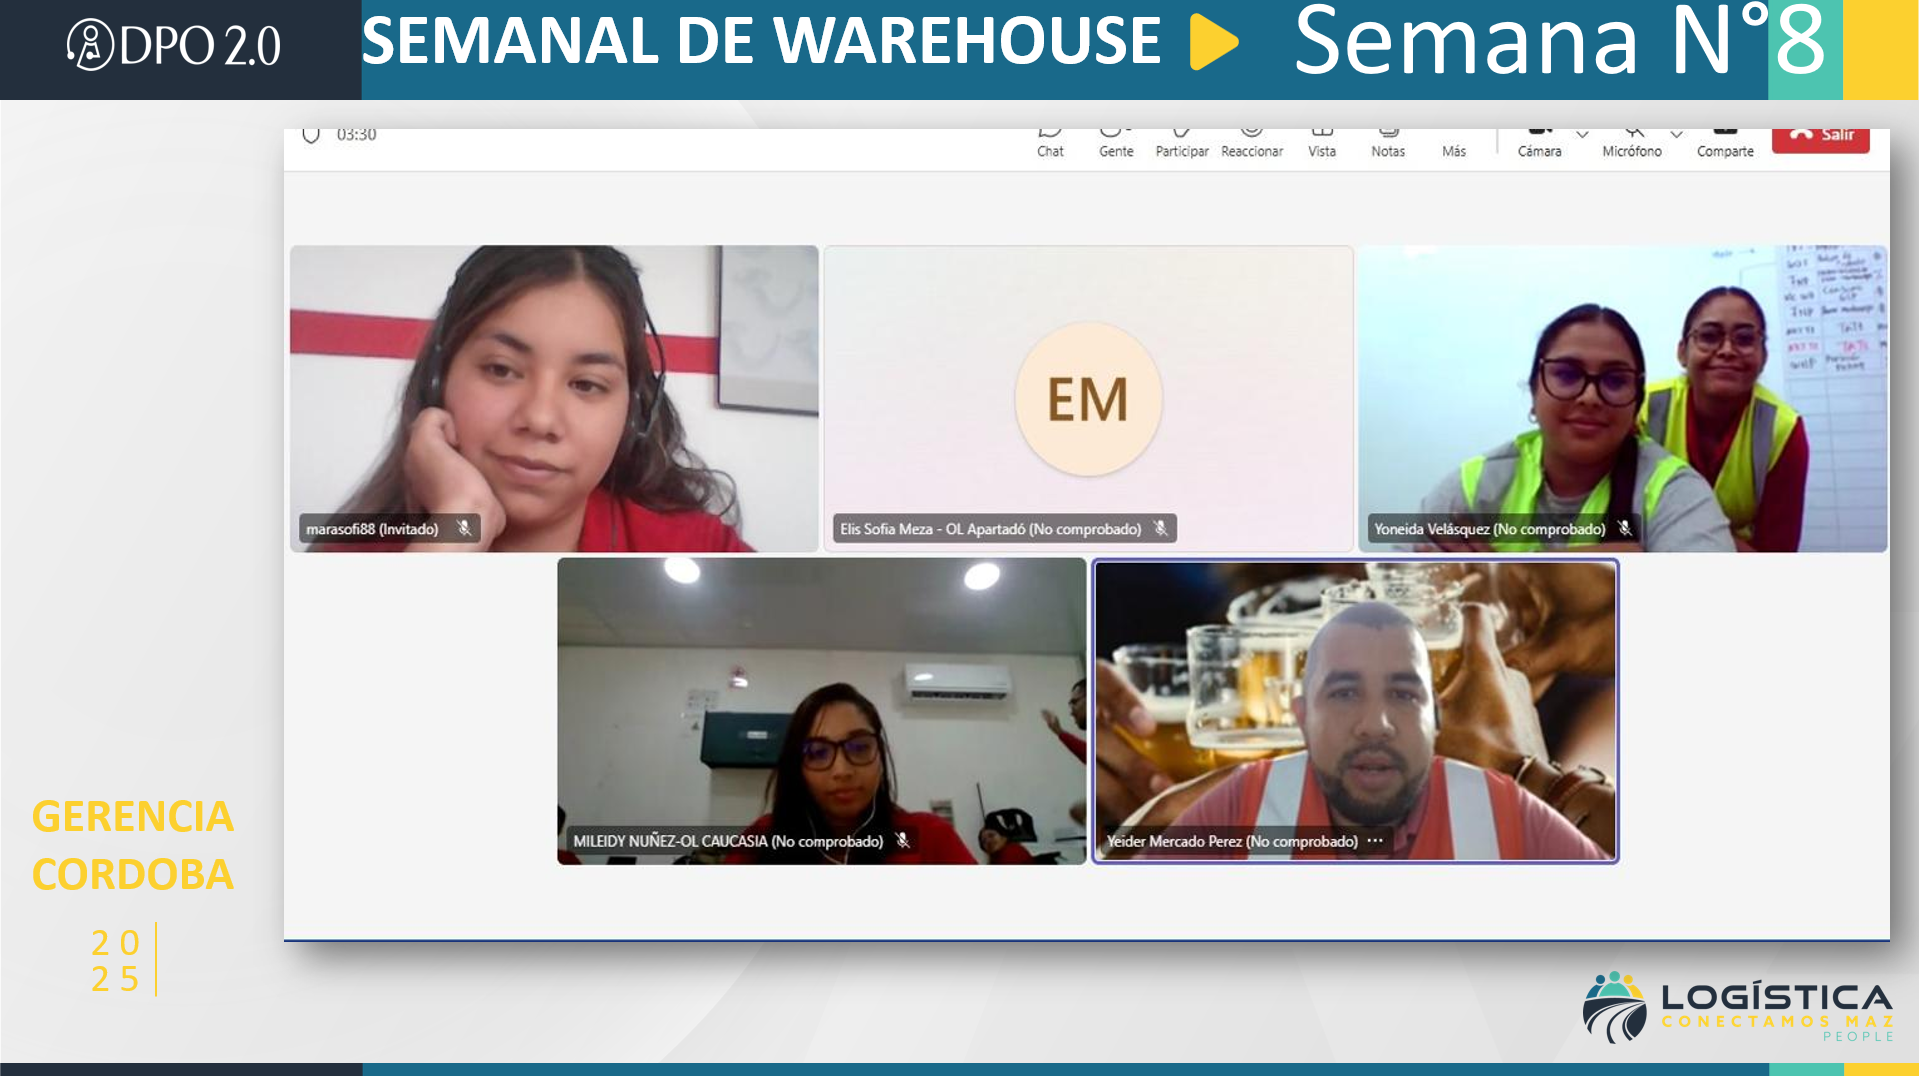 DPO 2.0
SEMANAL DE WAREHOUSE
Semana N°8
03:30
Chat
Gente
Participar
Reaccionar
Vista
Notas
Más
Cámara
Micrófono
Comparte
Salir
EM
marasofi88 (Invitado)
Elis Sofia Meza - OL Apartadó (No comprobado)
Yoneida Velásquez (No comprobado)
MILEIDY NUÑEZ-OL CAUCASIA (No comprobado)
Yeider Mercado Perez (No comprobado)
GERENCIA
CORDOBA
20
25
LOGÍSTICA
CONECTAMOS MAZ
PEOPLE